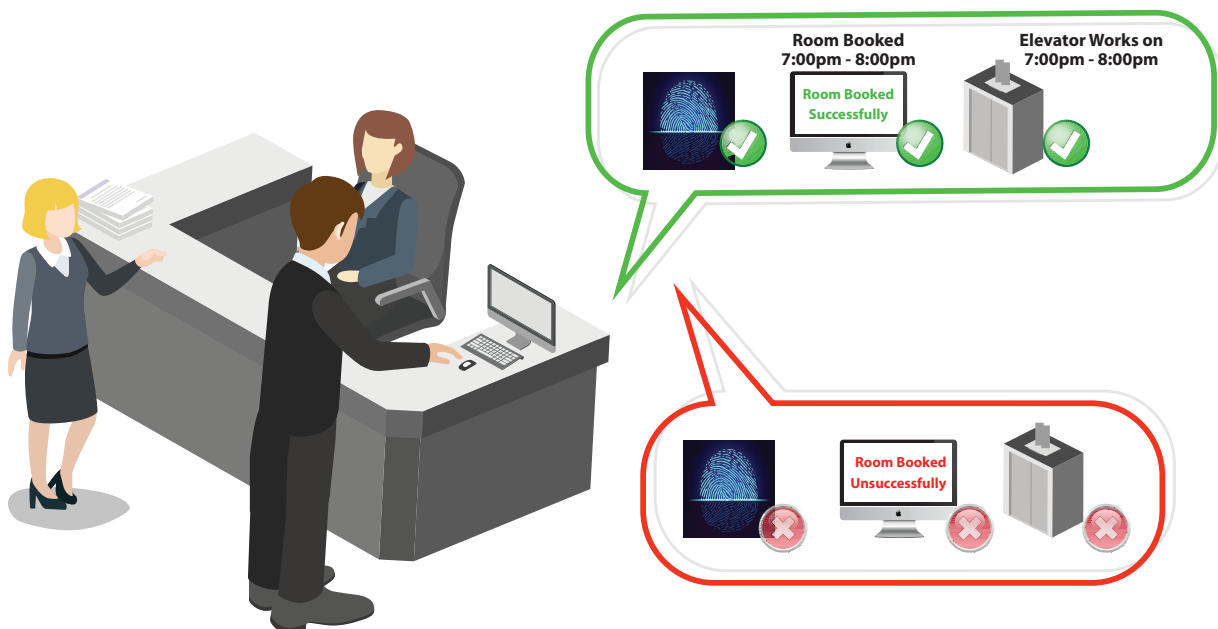 Room Booked
7:00pm - 8:00pm
Elevator Works on
7:00pm - 8:00pm
Room Booked
Successfully
Room Booked
Unsuccessfully